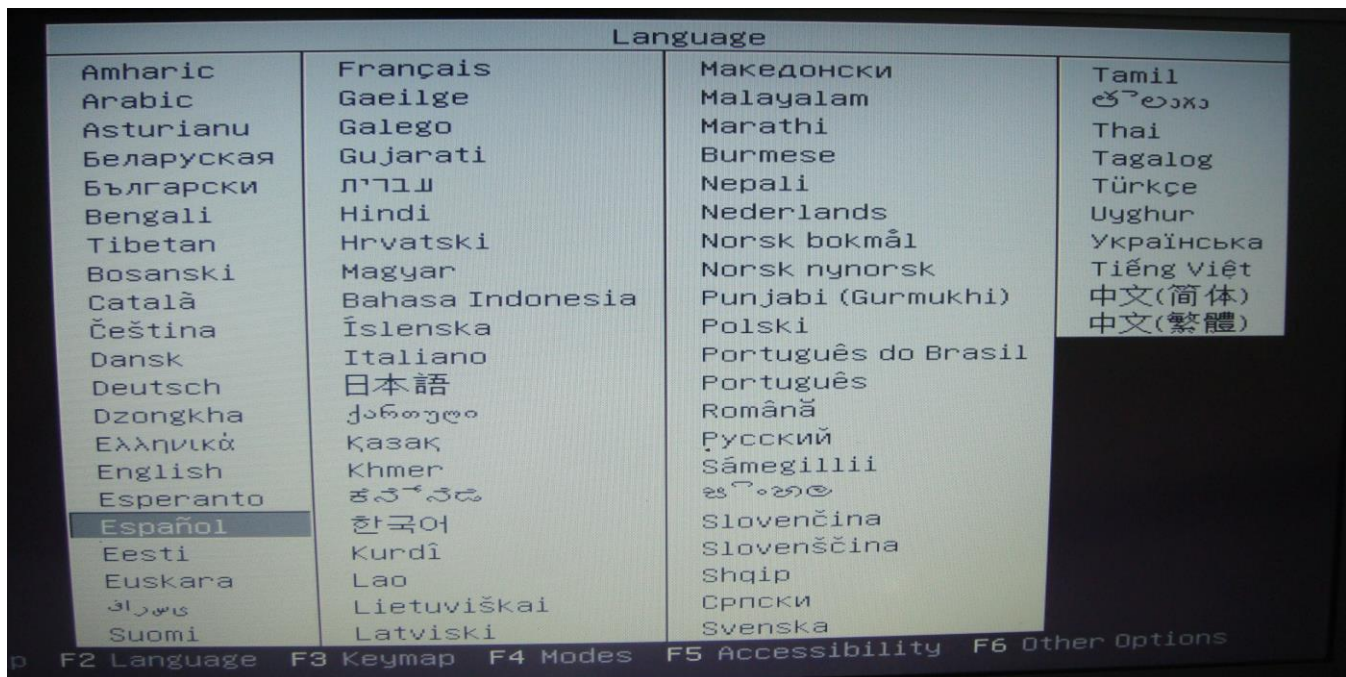 Language
Amharic
Arabic
Asturianu
Беларуская
Български
Bengali
Tibetan
Bosanski
Català
Čeština
Dansk
Deutsch
Dzongkha
Ελληνικά
English
Esperanto
Español
Eesti
Euskara
ﻯﺱﺭﺍﻑ
Suomi
Français
Gaeilge
Galego
Gujarati
עברית
Hindi
Hrvatski
Magyar
Bahasa Indonesia
Íslenska
Italiano
日本語
ქართული
Қазақ
Khmer
한국어
Kurdî
Lao
Lietuviškai
Latviski
Македонски
Malayalam
Marathi
Burmese
Nepali
Nederlands
Norsk bokmål
Norsk nynorsk
Punjabi (Gurmukhi)
Polski
Português do Brasil
Português
Română
Русский
Sámegillii
Slovenčina
Slovenščina
Shqip
Српски
Svenska
Tamil
Thai
Tagalog
Türkçe
Uyghur
Українська
Tiếng Việt
中文(简体)
中文(繁體)
p F2 Language F3 Keymap F4 Modes F5 Accessibility F6 Other Options